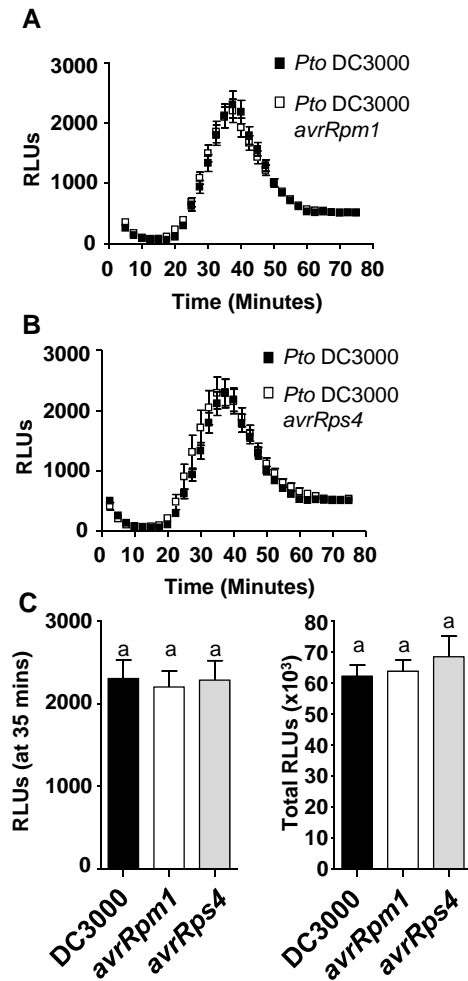 A
3000
2000
1000
0
RLUs
Pto DC3000
Pto DC3000
avrRpm1
0 10 20 30 40 50 60 70 80
Time (Minutes)
B
3000
2000
1000
0
RLUs
Pto DC3000
Pto DC3000
avrRps4
0 10 20 30 40 50 60 70 80
Time (Minutes)
C
3000
2000
1000
0
RLUs (at 35 mins)
a a a
DC3000
avrRpm1
avrRps4
80
70
60
50
40
30
20
10
0
Total RLUs (x10³)
a a a
DC3000
avrRpm1
avrRps4